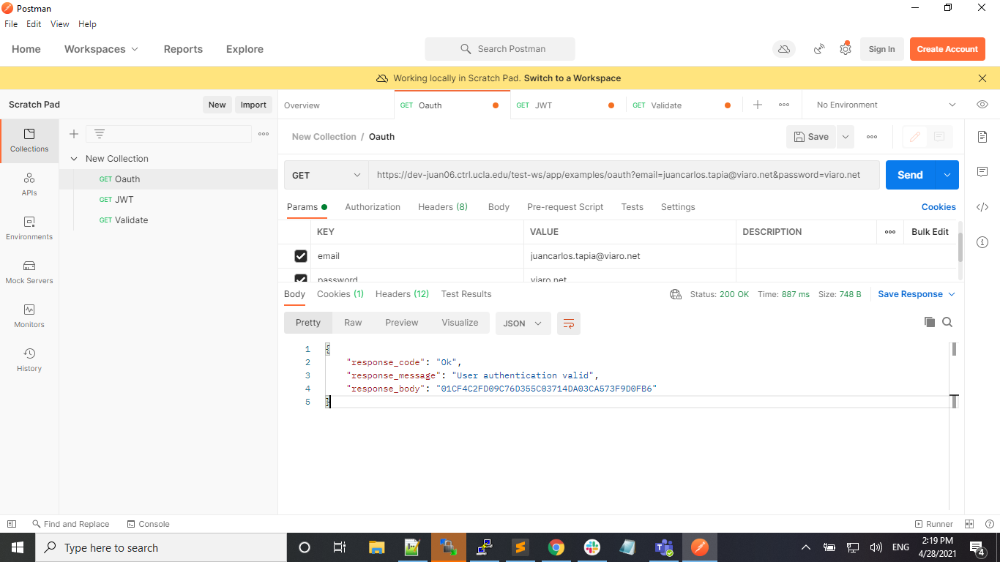 Postman
File Edit View Help
Home Workspaces Reports Explore Search Postman Sign In Create Account
Working locally in Scratch Pad. Switch to a Workspace
Scratch Pad New Import Overview GET Oauth GET JWT GET Validate No Environment
New Collection / Oauth Save
Collections
New Collection
GET Oauth
GET JWT
GET Validate
APIs
Environments
Mock Servers
Monitors
History
GET https://dev-juan06.ctrl.ucla.edu/test-ws/app/examples/oauth?email=juancarlos.tapia@viaro.net&password=viaro.net Send
Params Authorization Headers (8) Body Pre-request Script Tests Settings Cookies
KEY VALUE DESCRIPTION Bulk Edit
email juancarlos.tapia@viaro.net
password viaro.net
Body Cookies (1) Headers (12) Test Results Status: 200 OK Time: 887 ms Size: 748 B Save Response
Pretty Raw Preview Visualize JSON
1 {
2 "response_code": "Ok",
3 "response_message": "User authentication valid",
4 "response_body": "01CF4C2FD09C76D355C03714DA03CA573F9D0FB6"
5 }
Find and Replace Console Runner
Type here to search ENG 2:19 PM
4/28/2021 4